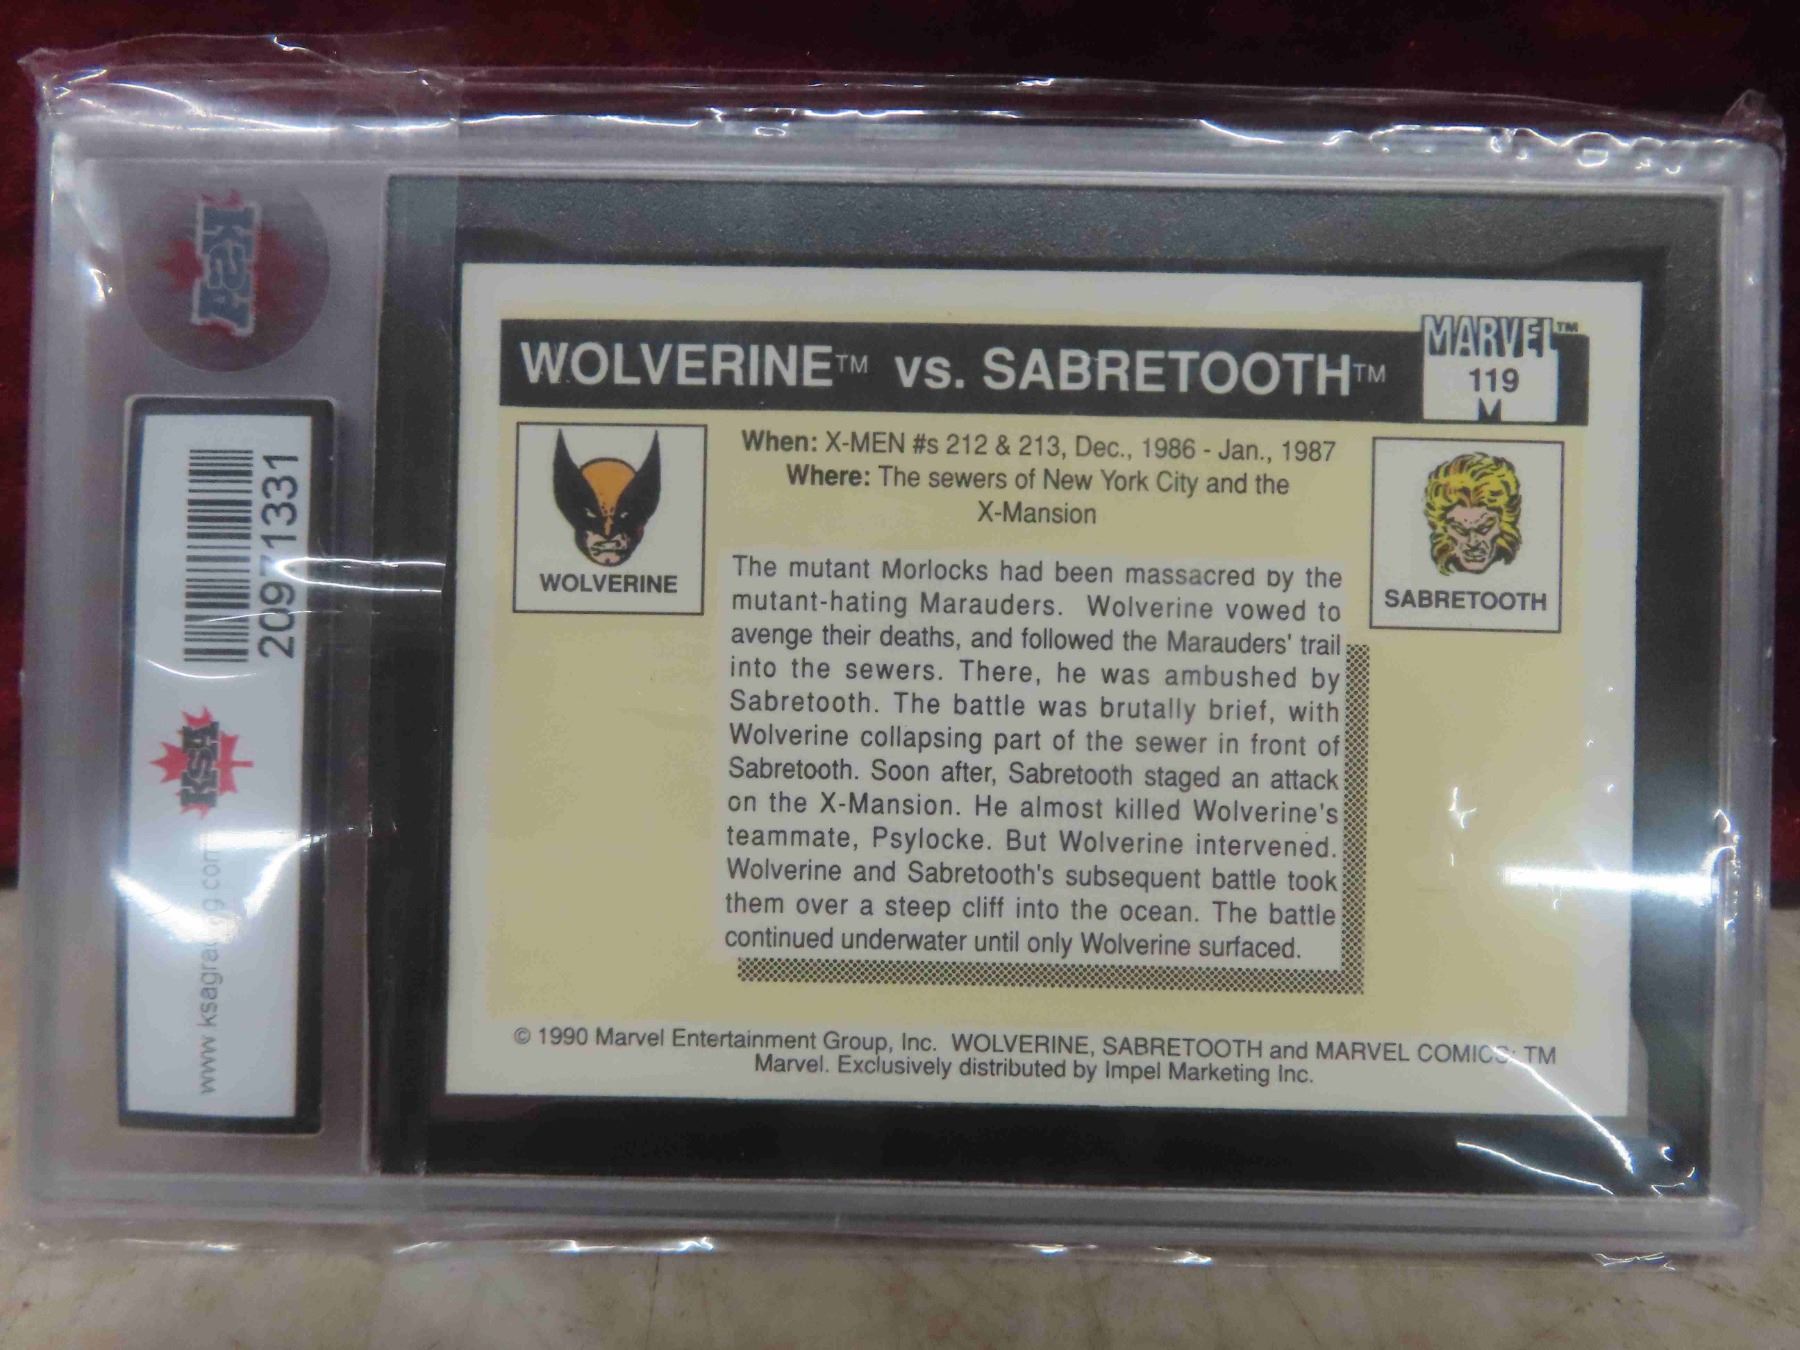 KSA
209713331
KSA
WOLVERINE™ vs. SABRETOOTH™
MARVEL™
119
M
When: X-MEN #s 212 & 213, Dec., 1986 - Jan., 1987
Where: The sewers of New York City and the
X-Mansion
WOLVERINE
SABRETOOTH
The mutant Morlocks had been massacred by the
mutant-hating Marauders. Wolverine vowed to
avenge their deaths, and followed the Marauders' trail
into the sewers. There, he was ambushed by
Sabretooth. The battle was brutally brief, with
Wolverine collapsing part of the sewer in front of
Sabretooth. Soon after, Sabretooth staged an attack
on the X-Mansion. He almost killed Wolverine's
teammate, Psylocke. But Wolverine intervened.
Wolverine and Sabretooth's subsequent battle took
them over a steep cliff into the ocean. The battle
continued underwater until only Wolverine surfaced.
© 1990 Marvel Entertainment Group, Inc. WOLVERINE, SABRETOOTH and MARVEL COMICS: TM
Marvel. Exclusively distributed by Impel Marketing Inc.